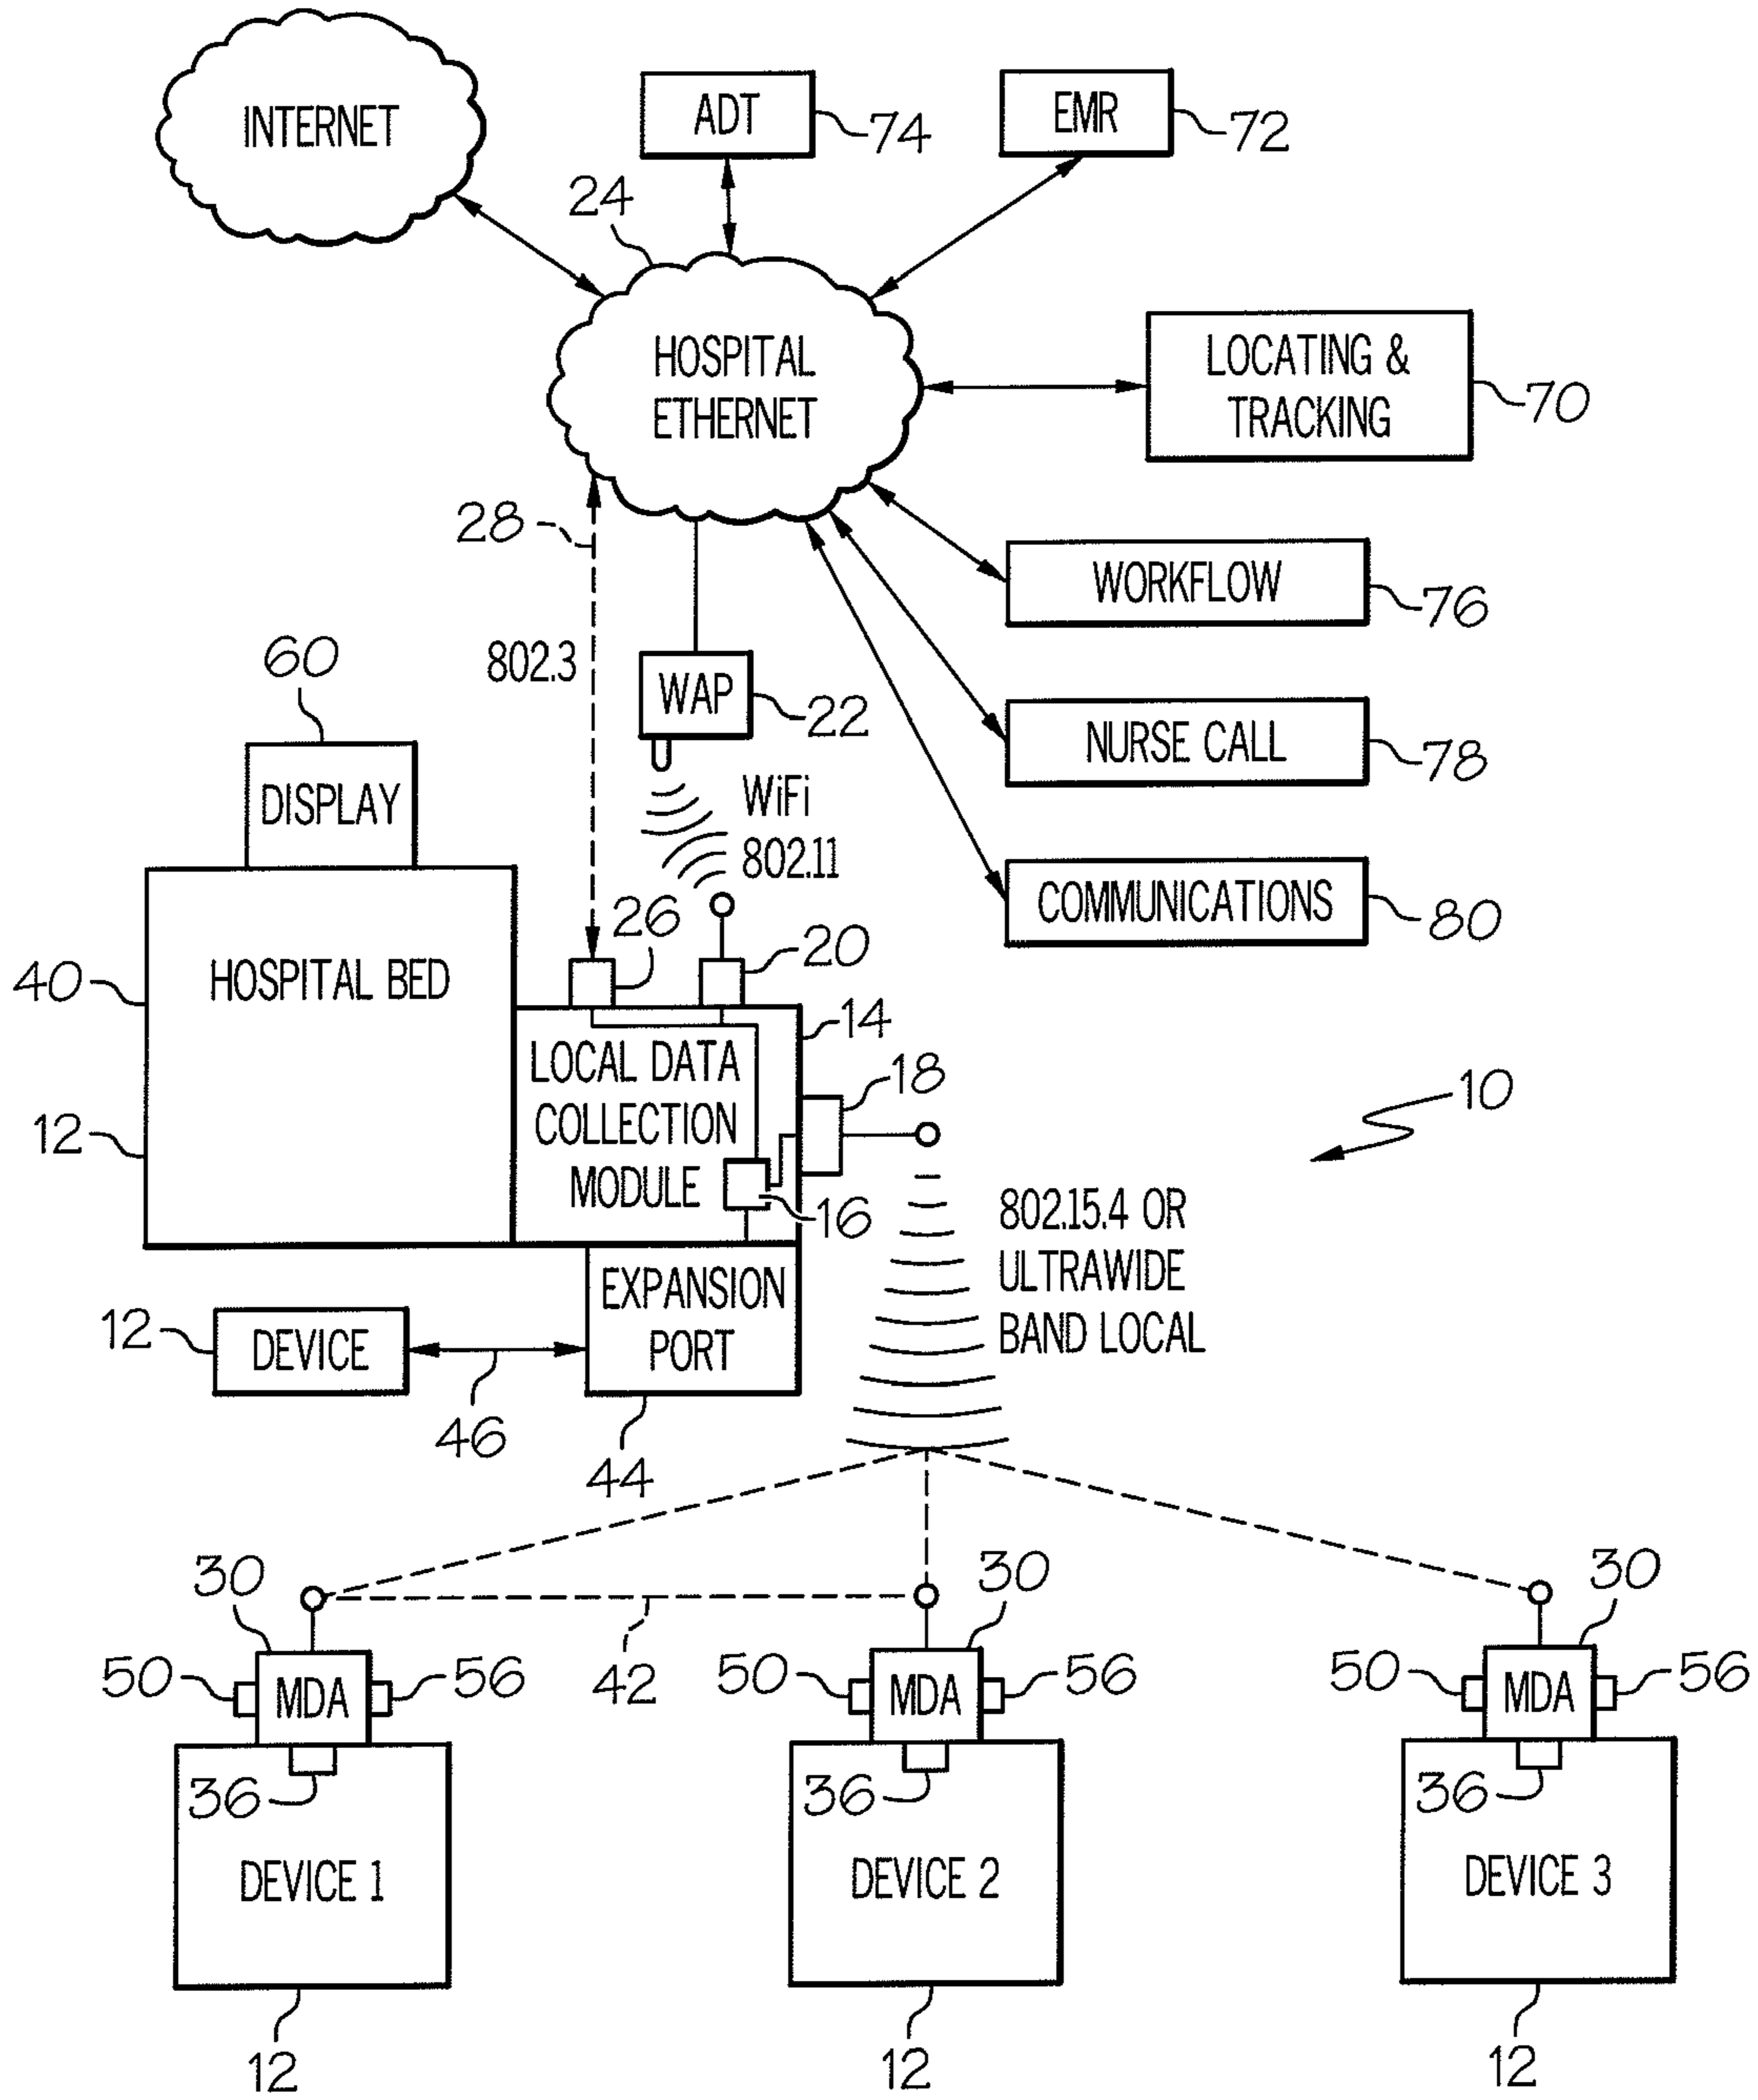 INTERNET
ADT
74
EMR
72
24
HOSPITAL
ETHERNET
LOCATING &
TRACKING
70
28
802.3
WORKFLOW
76
WAP
22
NURSE CALL
78
WiFi
802.11
COMMUNICATIONS
80
60
DISPLAY
26
20
40
HOSPITAL BED
14
LOCAL DATA
COLLECTION
MODULE
18
12
16
10
802.15.4 OR
ULTRAWIDE
BAND LOCAL
EXPANSION
PORT
12
DEVICE
46
44
30
30
30
42
50
MDA
56
50
MDA
56
50
MDA
56
36
36
36
DEVICE 1
DEVICE 2
DEVICE 3
12
12
12